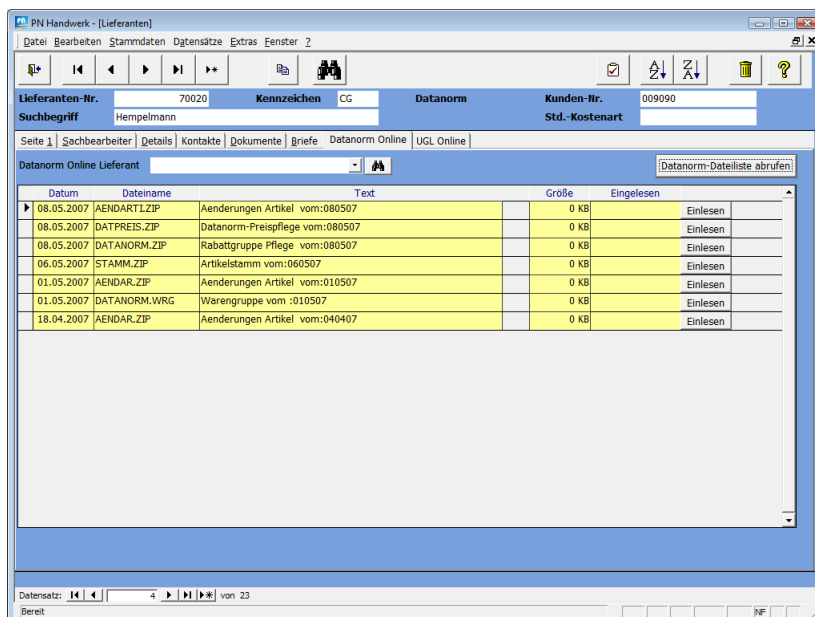 PN Handwerk - [Lieferanten]
Datei Bearbeiten Stammdaten Datensätze Extras Fenster ?
Lieferanten-Nr. 70020 Kennzeichen CG Datanorm Kunden-Nr. 009090
Suchbegriff Hempelmann Std.-Kostenart
Seite 1 Sachbearbeiter Details Kontakte Dokumente Briefe Datanorm Online UGL Online
Datanorm Online Lieferant Datanorm-Dateiliste abrufen
Datum Dateiname Text Größe Eingelesen
08.05.2007 AENDARTI.ZIP Aenderungen Artikel vom:080507 0 KB Einlesen
08.05.2007 DATPREIS.ZIP Datanorm-Preispflege vom:080507 0 KB Einlesen
08.05.2007 DATANORM.ZIP Rabattgruppe Pflege vom:080507 0 KB Einlesen
06.05.2007 STAMM.ZIP Artikelstamm vom:060507 0 KB Einlesen
01.05.2007 AENDAR.ZIP Aenderungen Artikel vom:010507 0 KB Einlesen
01.05.2007 DATANORM.WRG Warengruppe vom :010507 0 KB Einlesen
18.04.2007 AENDAR.ZIP Aenderungen Artikel vom:040407 0 KB Einlesen
Datensatz: 4 von 23
Bereit NF